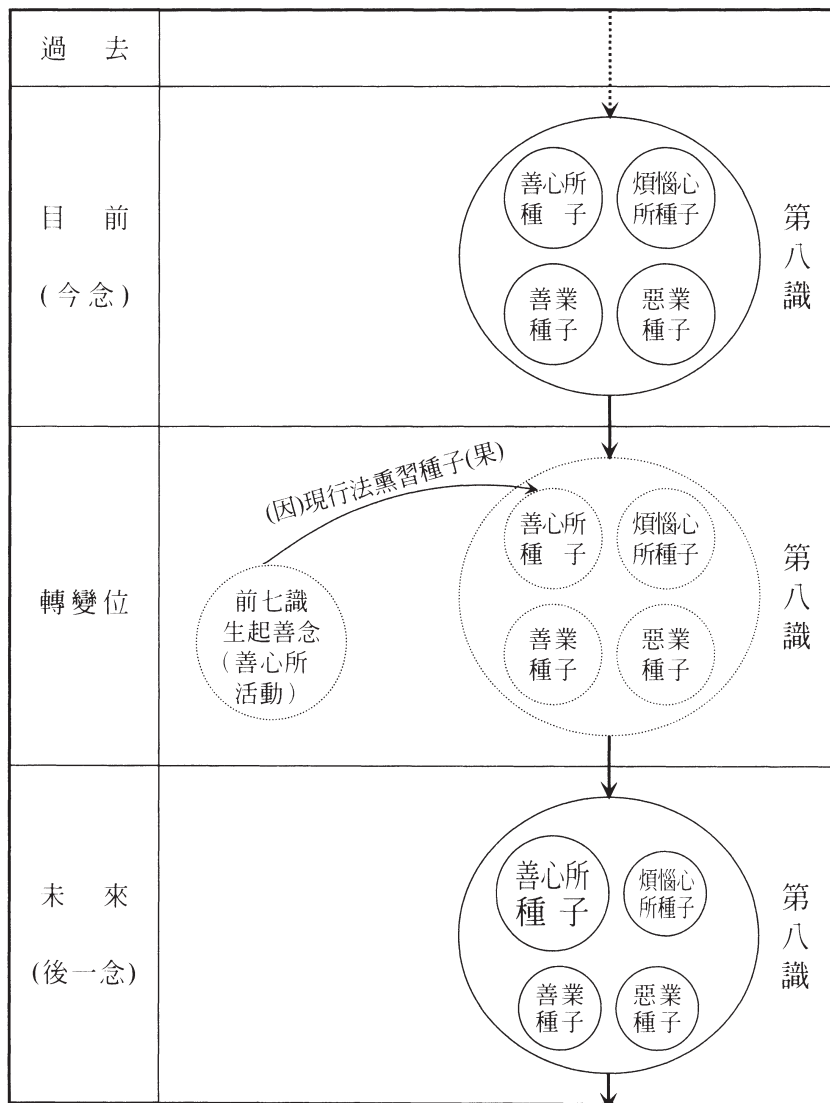 過去
目前
(今念)
善心所
種子
煩惱心
所種子
善業
種子
惡業
種子
第八識
轉變位
(因)現行法熏習種子(果)
前七識
生起善念
(善心所
活動)
善心所
種子
煩惱心
所種子
善業
種子
惡業
種子
第八識
未來
(後一念)
善心所
種子
煩惱心
所種子
善業
種子
惡業
種子
第八識